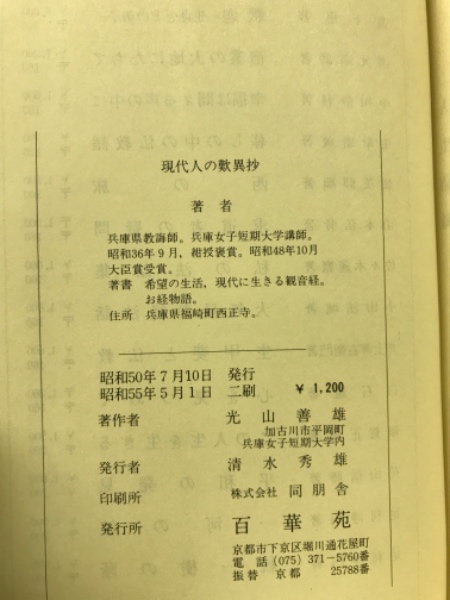 現代人の歎異抄
著者
兵庫県教誨師。兵庫女子短期大学講師。
昭和36年9月,紺授褒賞。昭和48年10月
大臣賞受賞。
著書 希望の生活,現代に生きる観音経。
お経物語。
住所 兵庫県福崎町西正寺。
昭和50年7月10日 発行
昭和55年5月1日 二刷 ¥1,200
著作者 光山善雄
加古川市平岡町
兵庫女子短期大学内
発行者 清水秀雄
印刷所 株式会社 同朋舎
発行所 百華苑
京都市下京区堀川通花屋町
電話 (075) 371-5760番
振替 京都 25788番